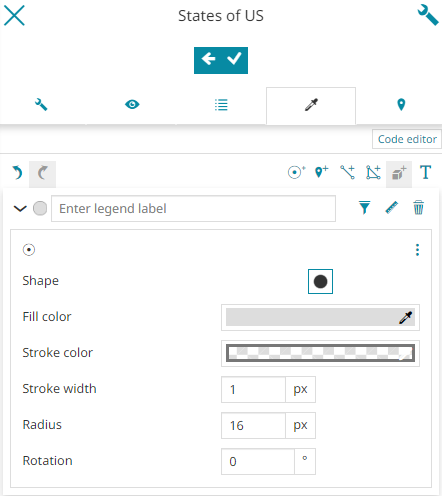 States of US
Code editor
T
Enter legend label
Shape
Fill color
Stroke color
Stroke width 1 px
Radius 16 px
Rotation 0 °